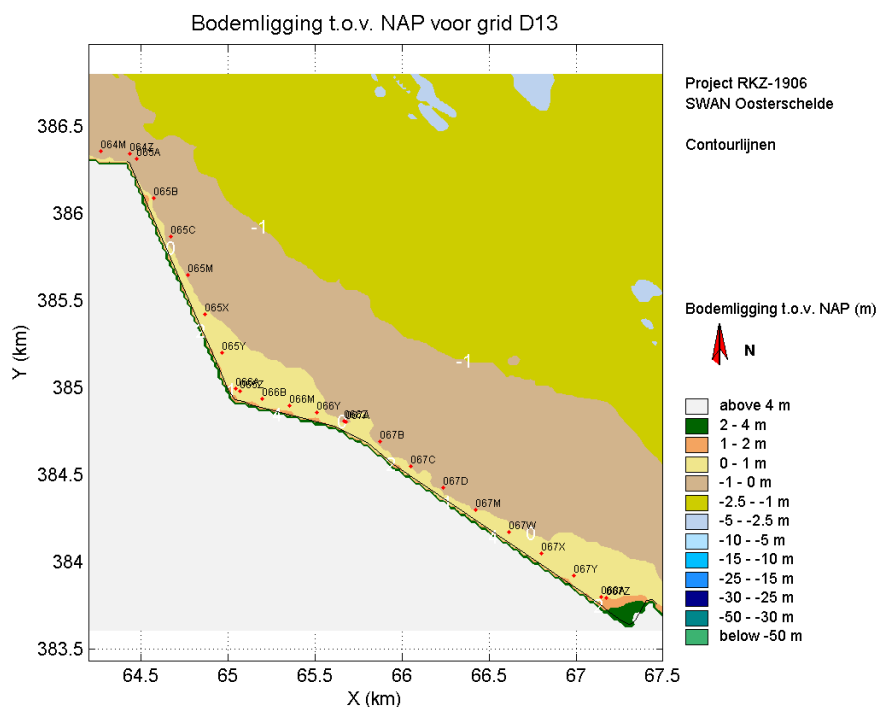 Bodemligging t.o.v. NAP voor grid D13
Project RKZ-1906
SWAN Oosterschelde
Contourlijnen
Bodemligging t.o.v. NAP (m)
N
above 4 m
2 - 4 m
1 - 2 m
0 - 1 m
-1 - 0 m
-2.5 - -1 m
-5 - -2.5 m
-10 - -5 m
-15 - -10 m
-25 - -15 m
-30 - -25 m
-50 - -30 m
below -50 m
Y (km)
386.5
386
385.5
385
384.5
384
383.5
064M
064Z
065A
065B
065C
0
-1
065M
065X
065Y
-1
066A
065Z
066B
066M
066Y
067A
067B
067C
067D
067M
067W
0
067X
067Y
64.5
65
65.5
66
66.5
67
67.5
X (km)